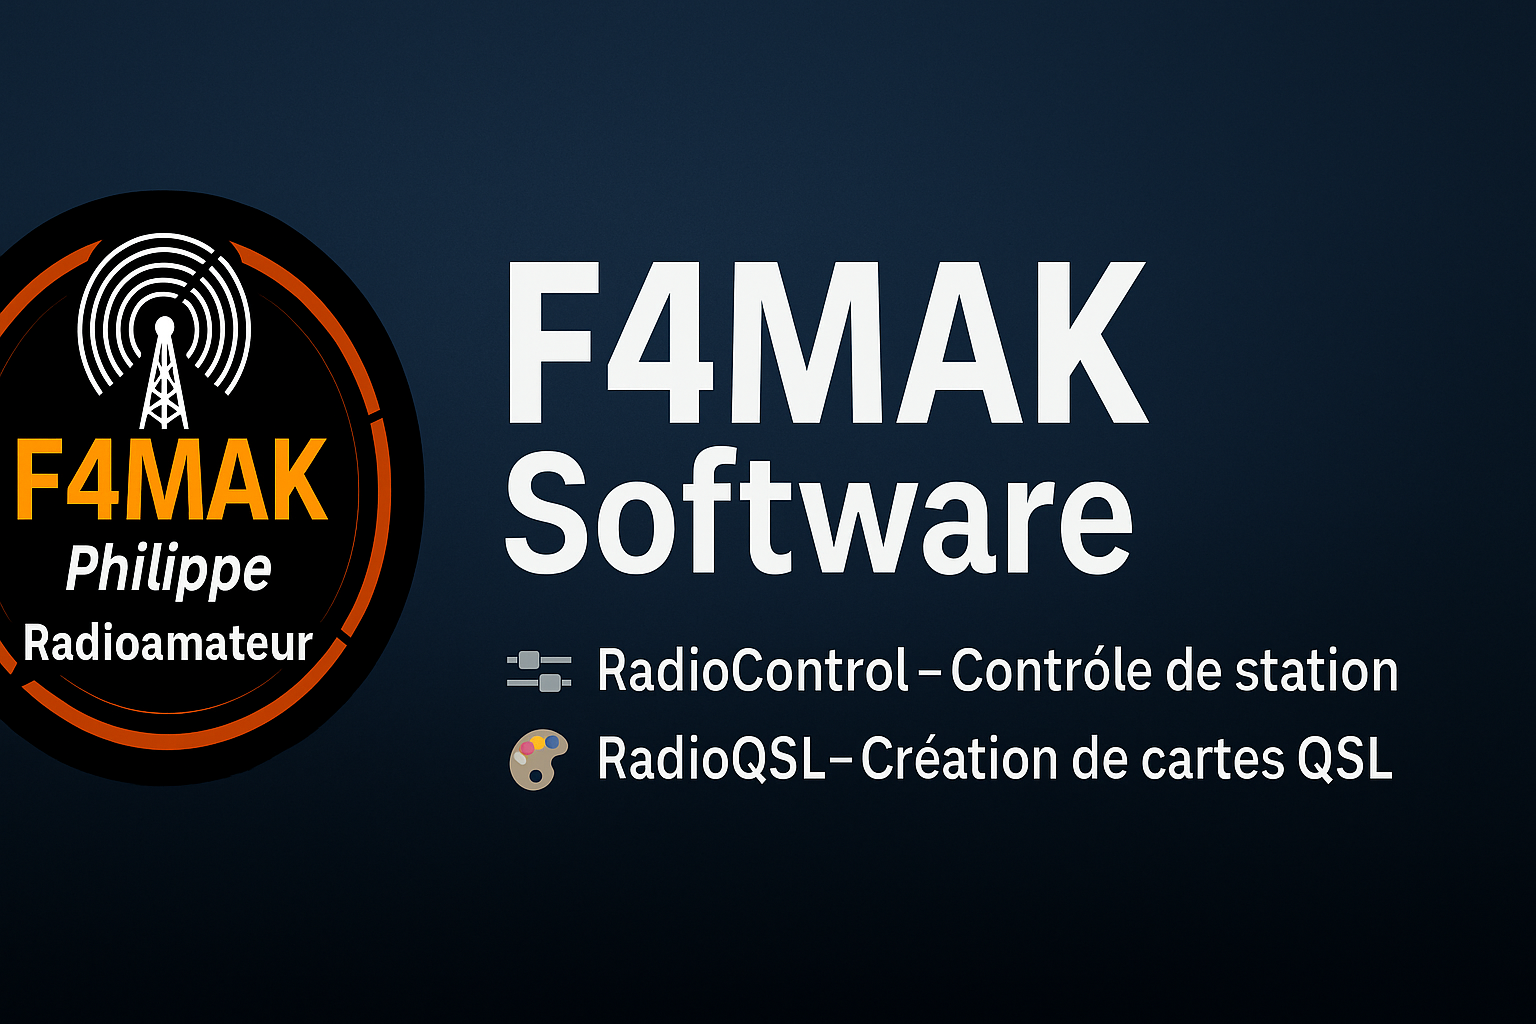 F4MAK
Philippe
Radioamateur
F4MAK
Software
RadioControl – Contróle de station
RadioQSL – Création de cartes QSL